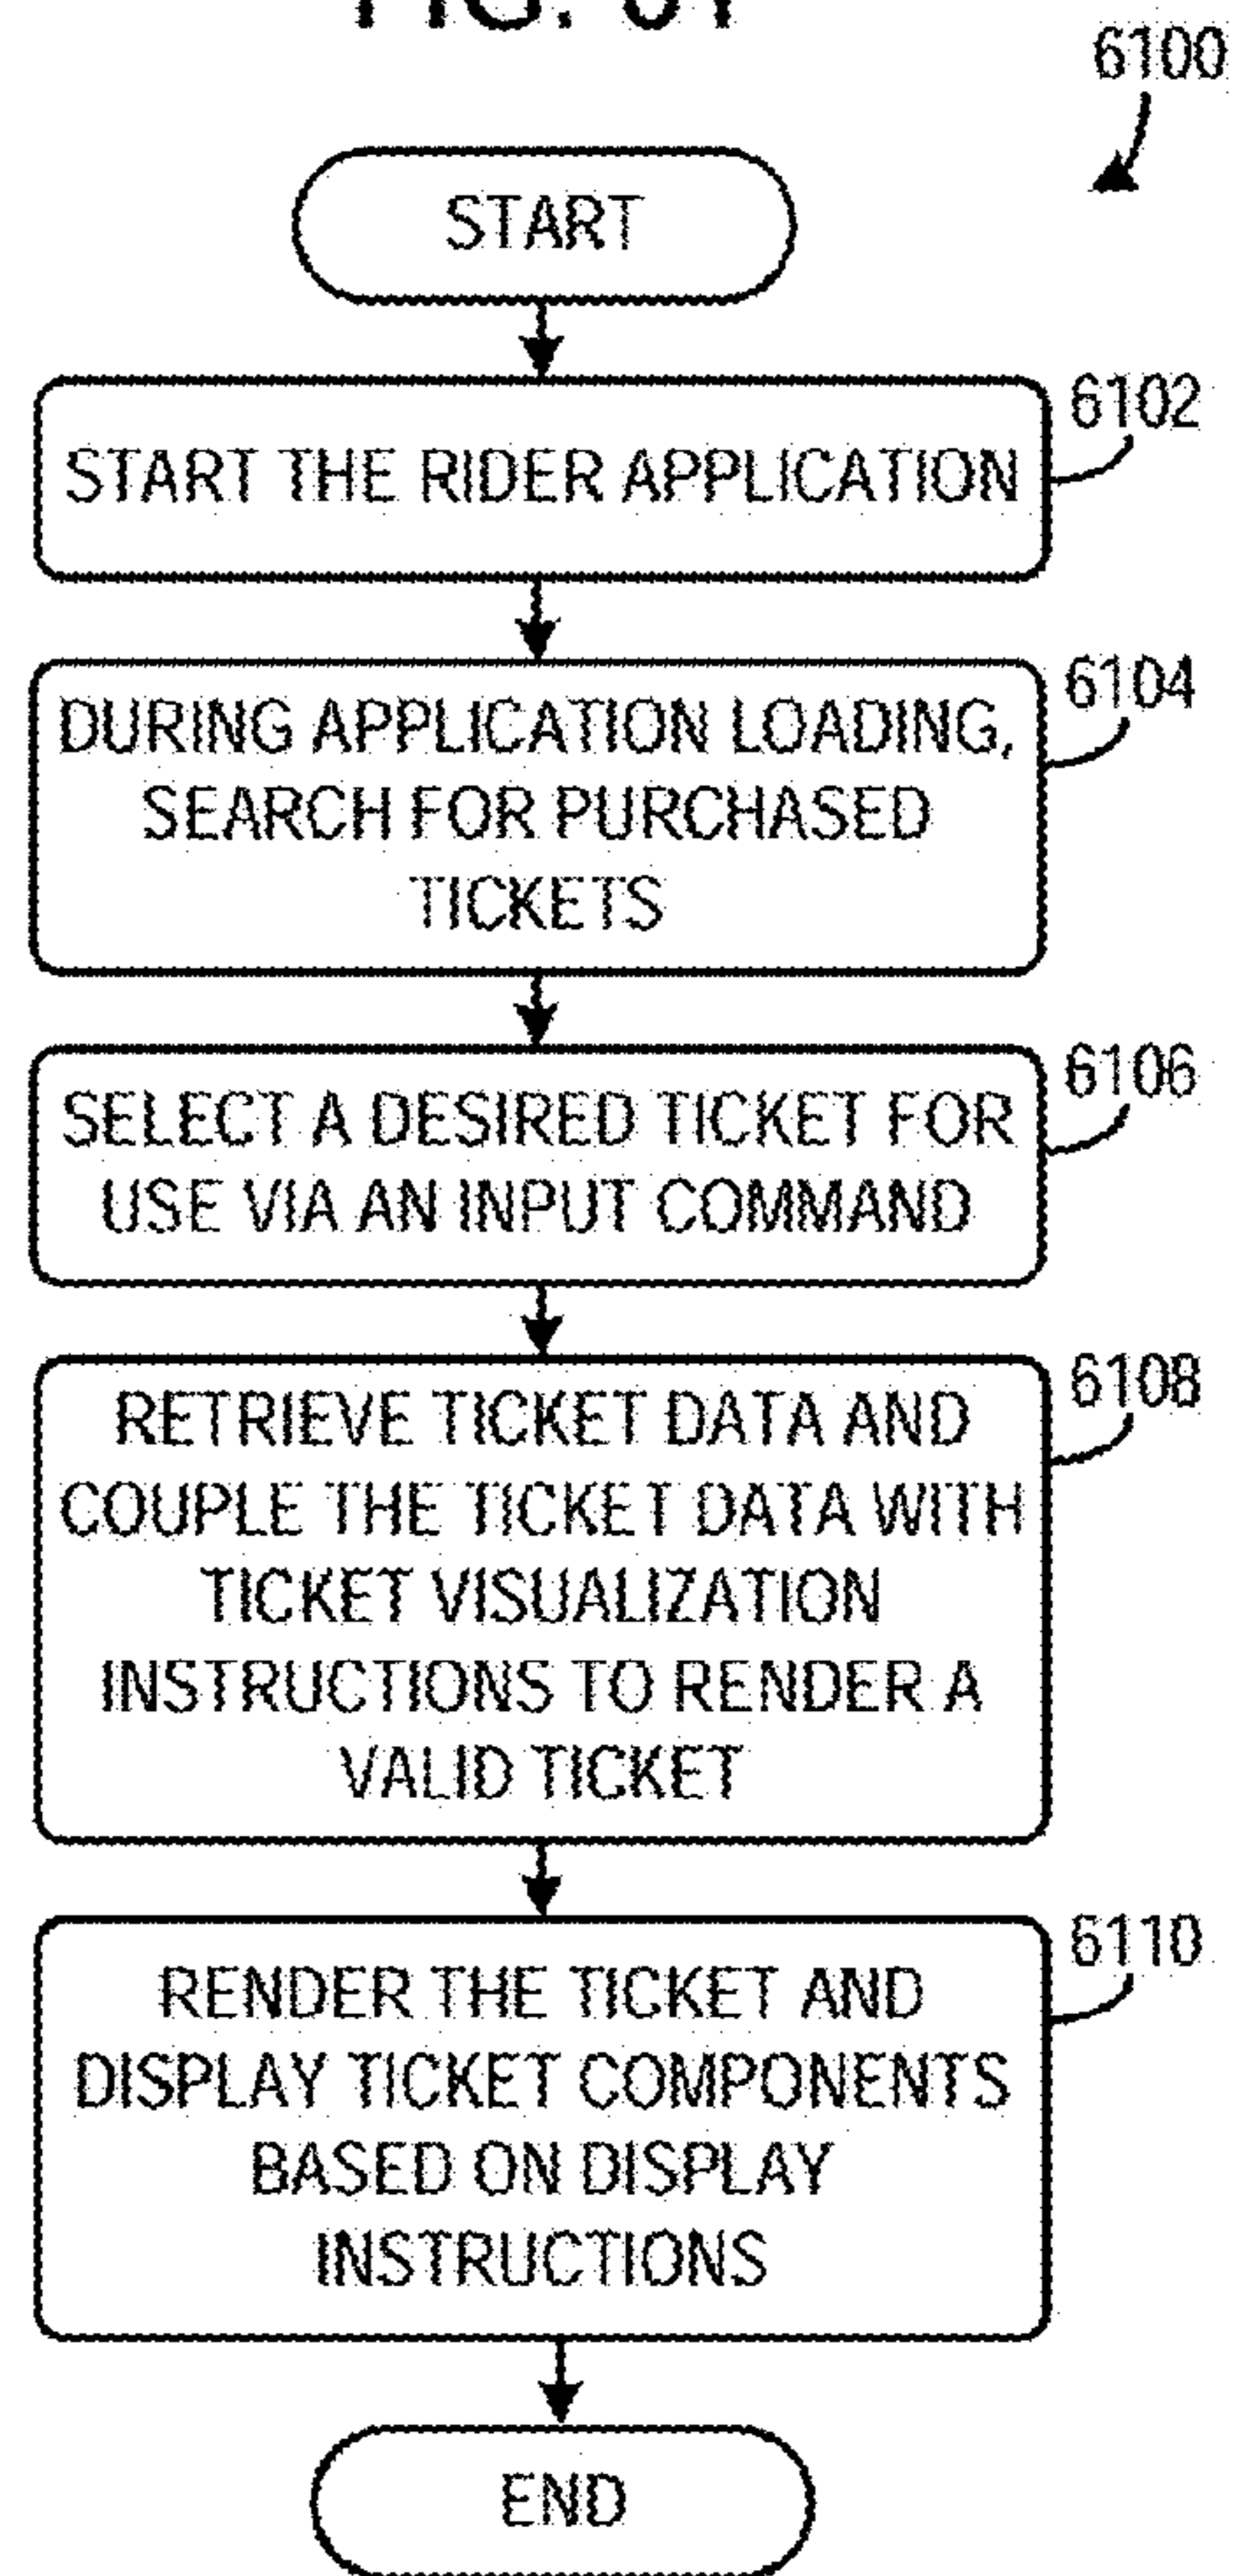 FIG. 61
6100
START
6102
START THE RIDER APPLICATION
6104
DURING APPLICATION LOADING,
SEARCH FOR PURCHASED
TICKETS
6106
SELECT A DESIRED TICKET FOR
USE VIA AN INPUT COMMAND
6108
RETRIEVE TICKET DATA AND
COUPLE THE TICKET DATA WITH
TICKET VISUALIZATION
INSTRUCTIONS TO RENDER A
VALID TICKET
6110
RENDER THE TICKET AND
DISPLAY TICKET COMPONENTS
BASED ON DISPLAY
INSTRUCTIONS
END